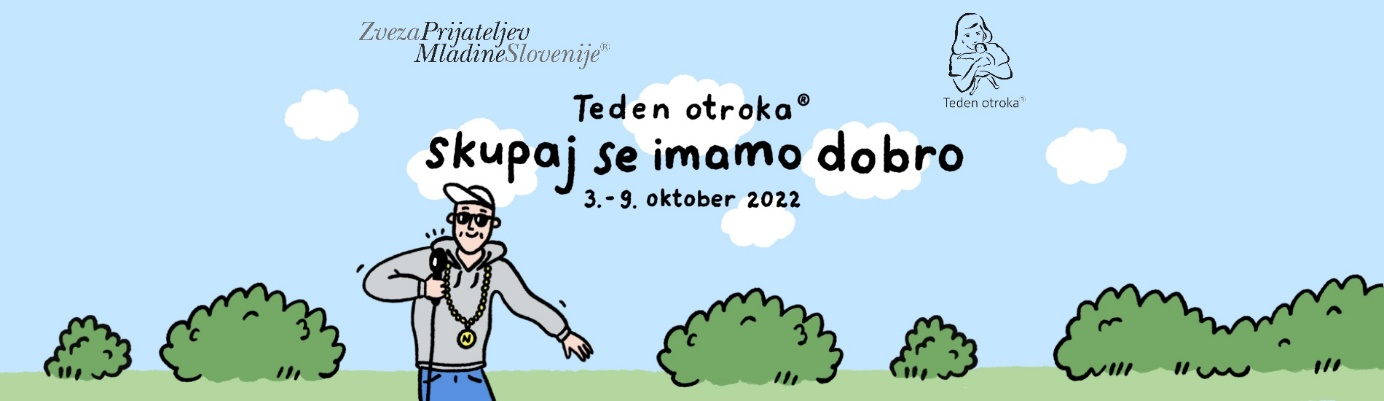 ZvezaPrijateljev
MladineSlovenije®
Teden otroka®
Teden otroka®
skupaj se imamo dobro
3.-9. oktober 2022
N